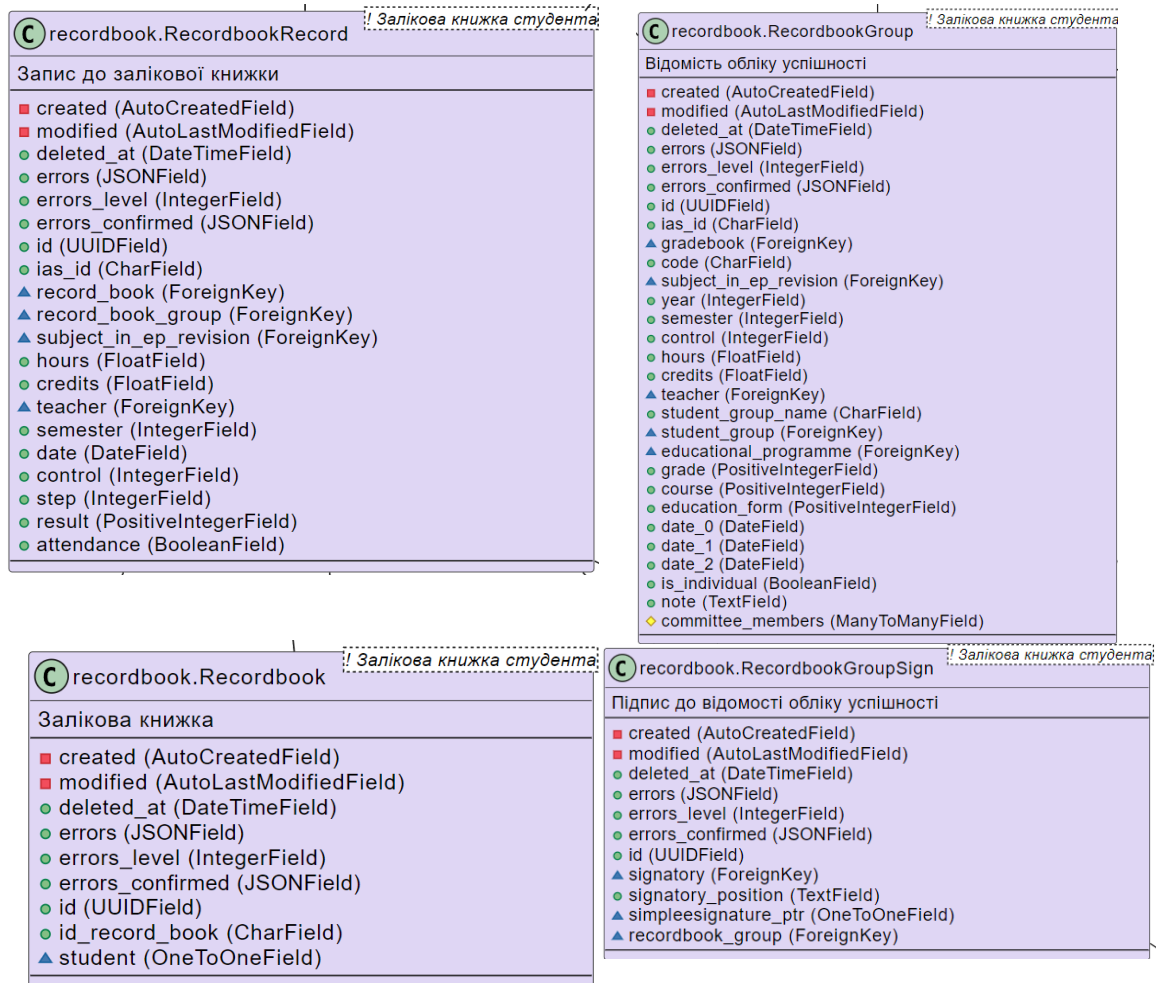 ! Залікова книжка студента
C recordbook.RecordbookRecord
Запис до залікової книжки
created (AutoCreatedField)
modified (AutoLastModifiedField)
deleted_at (DateTimeField)
errors (JSONField)
errors_level (IntegerField)
errors_confirmed (JSONField)
id (UUIDField)
ias_id (CharField)
record_book (ForeignKey)
record_book_group (ForeignKey)
subject_in_ep_revision (ForeignKey)
hours (FloatField)
credits (FloatField)
teacher (ForeignKey)
semester (IntegerField)
date (DateField)
control (IntegerField)
step (IntegerField)
result (PositiveIntegerField)
attendance (BooleanField)
! Залікова книжка студента
C recordbook.RecordbookGroup
Відомість обліку успішності
created (AutoCreatedField)
modified (AutoLastModifiedField)
deleted_at (DateTimeField)
errors (JSONField)
errors_level (IntegerField)
errors_confirmed (JSONField)
id (UUIDField)
ias_id (CharField)
gradebook (ForeignKey)
code (CharField)
subject_in_ep_revision (ForeignKey)
year (IntegerField)
semester (IntegerField)
control (IntegerField)
hours (FloatField)
credits (FloatField)
teacher (ForeignKey)
student_group_name (CharField)
student_group (ForeignKey)
educational_programme (ForeignKey)
grade (PositiveIntegerField)
course (PositiveIntegerField)
education_form (PositiveIntegerField)
date_0 (DateField)
date_1 (DateField)
date_2 (DateField)
is_individual (BooleanField)
note (TextField)
committee_members (ManyToManyField)
! Залікова книжка студента
C recordbook.Recordbook
Залікова книжка
created (AutoCreatedField)
modified (AutoLastModifiedField)
deleted_at (DateTimeField)
errors (JSONField)
errors_level (IntegerField)
errors_confirmed (JSONField)
id (UUIDField)
id_record_book (CharField)
student (OneToOneField)
! Залікова книжка студента
C recordbook.RecordbookGroupSign
Підпис до відомості обліку успішності
created (AutoCreatedField)
modified (AutoLastModifiedField)
deleted_at (DateTimeField)
errors (JSONField)
errors_level (IntegerField)
errors_confirmed (JSONField)
id (UUIDField)
signatory (ForeignKey)
signatory_position (TextField)
simpleesignature_ptr (OneToOneField)
recordbook_group (ForeignKey)